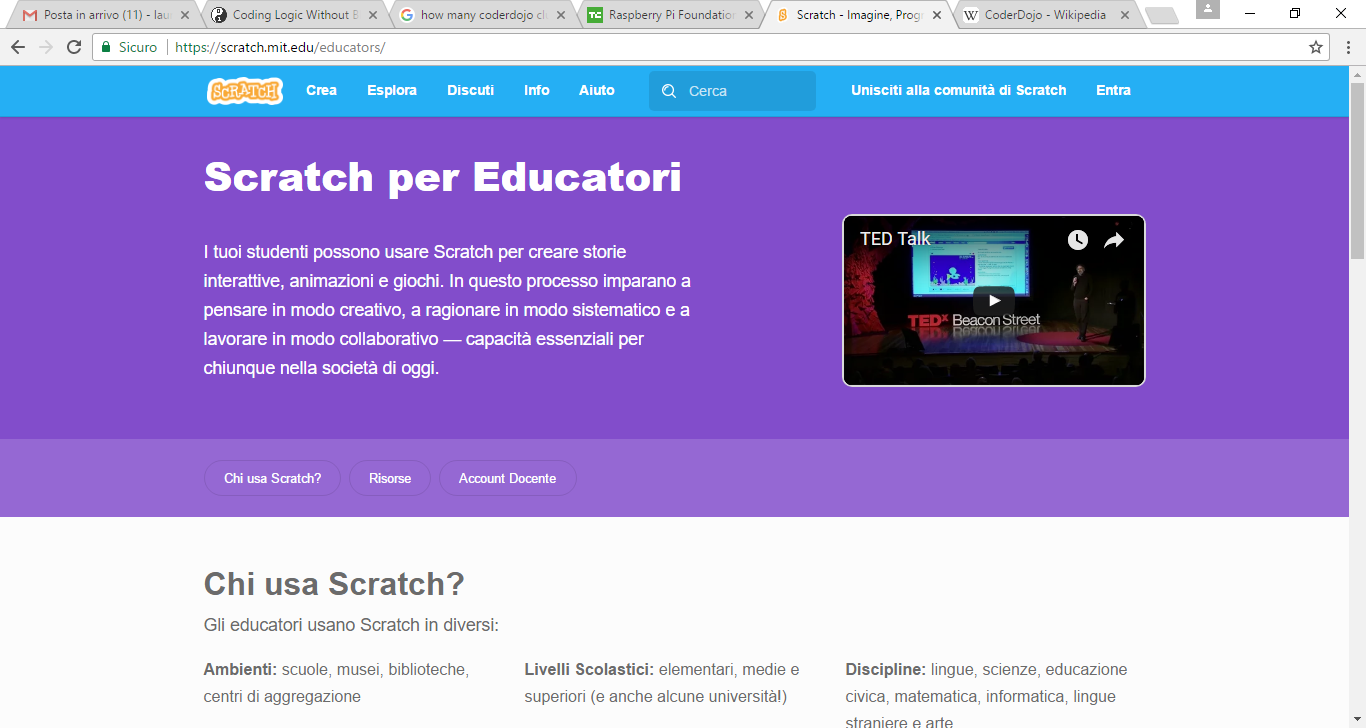 Posta in arrivo (11) - lau
Coding Logic Without B
how many coderdojo cl
Raspberry Pi Foundation
Scratch - Imagine, Prog
CoderDojo - Wikipedia
Sicuro
https://scratch.mit.edu/educators/
SCRATCH
Crea
Esplora
Discuti
Info
Aiuto
Cerca
Unisciti alla comunità di Scratch
Entra
Scratch per Educatori
I tuoi studenti possono usare Scratch per creare storie
interattive, animazioni e giochi. In questo processo imparano a
pensare in modo creativo, a ragionare in modo sistematico e a
lavorare in modo collaborativo — capacità essenziali per
chiunque nella società di oggi.
TED Talk
TEDx Beacon Street
Chi usa Scratch?
Risorse
Account Docente
Chi usa Scratch?
Gli educatori usano Scratch in diversi:
Ambienti: scuole, musei, biblioteche,
centri di aggregazione
Livelli Scolastici: elementari, medie e
superiori (e anche alcune università!)
Discipline: lingue, scienze, educazione
civica, matematica, informatica, lingue
straniere e arte